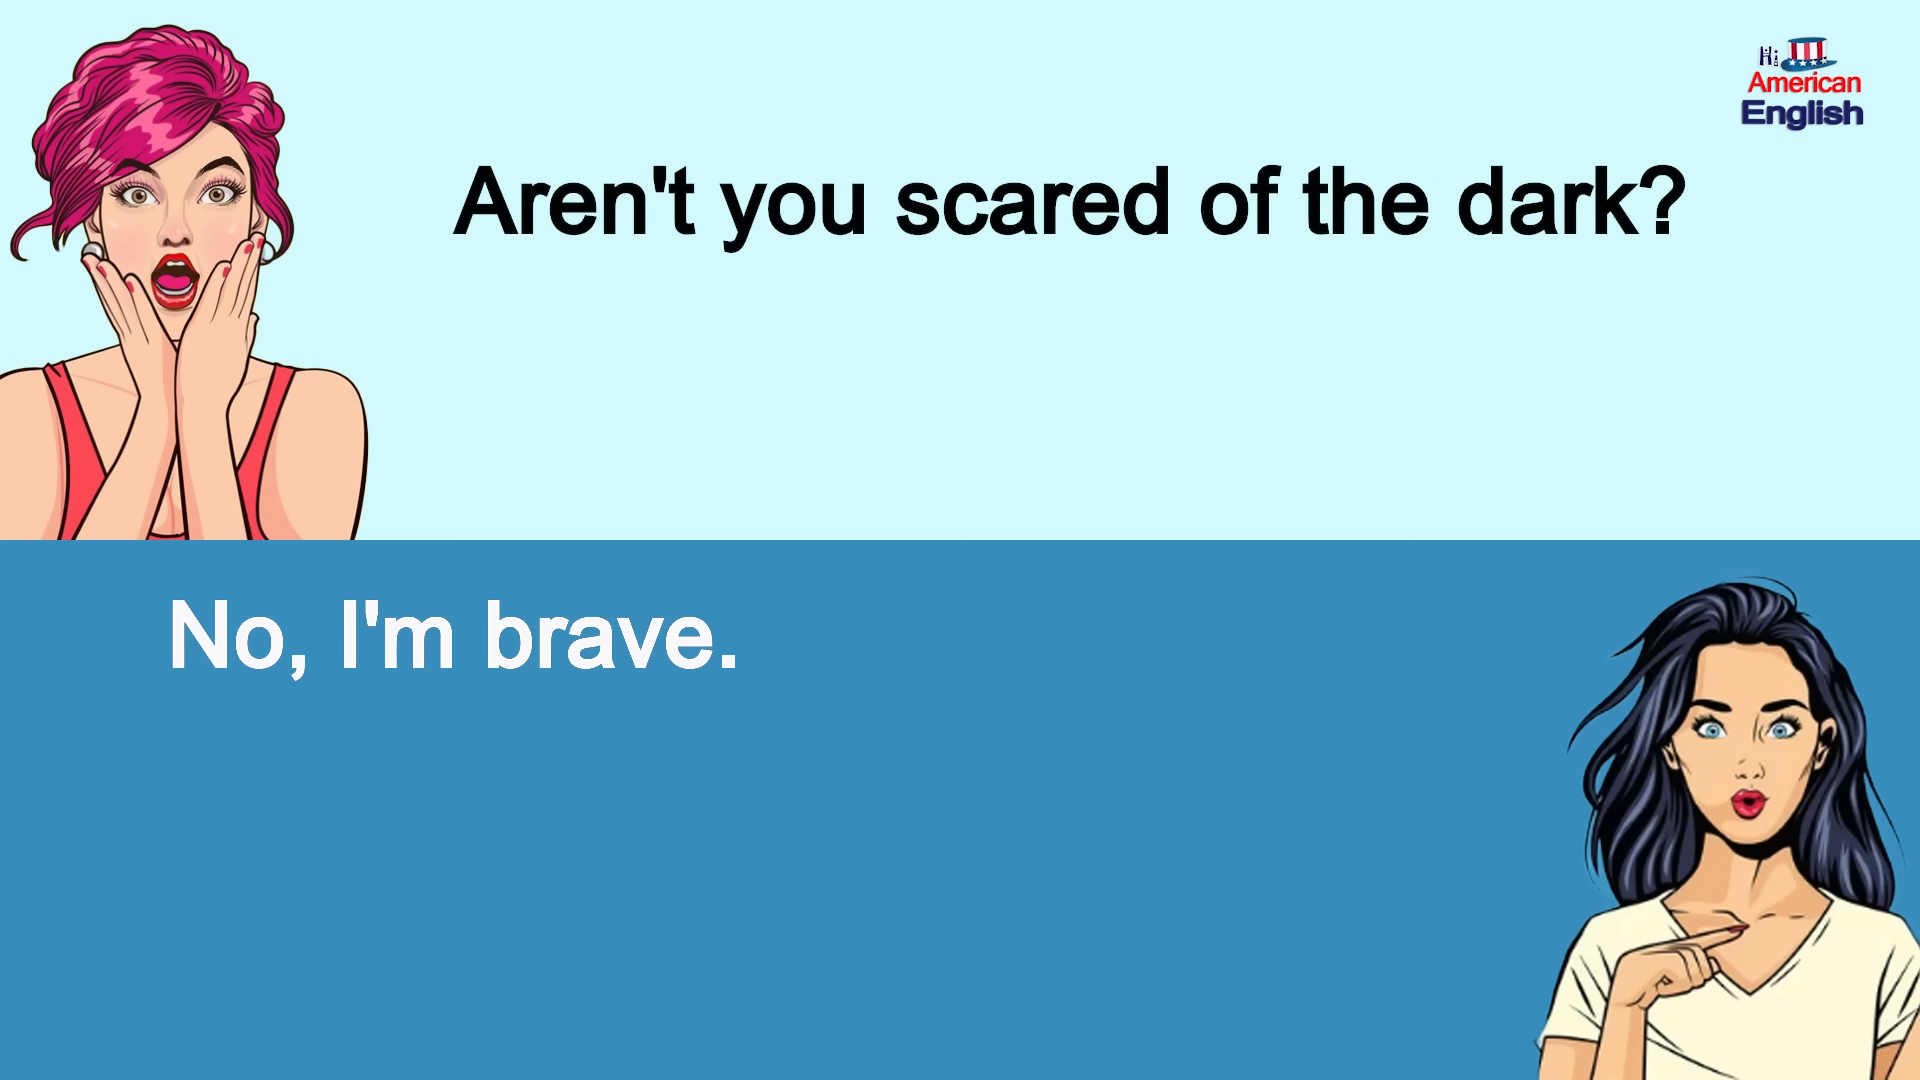 Hi
American
English
Aren't you scared of the dark?
No, I'm brave.